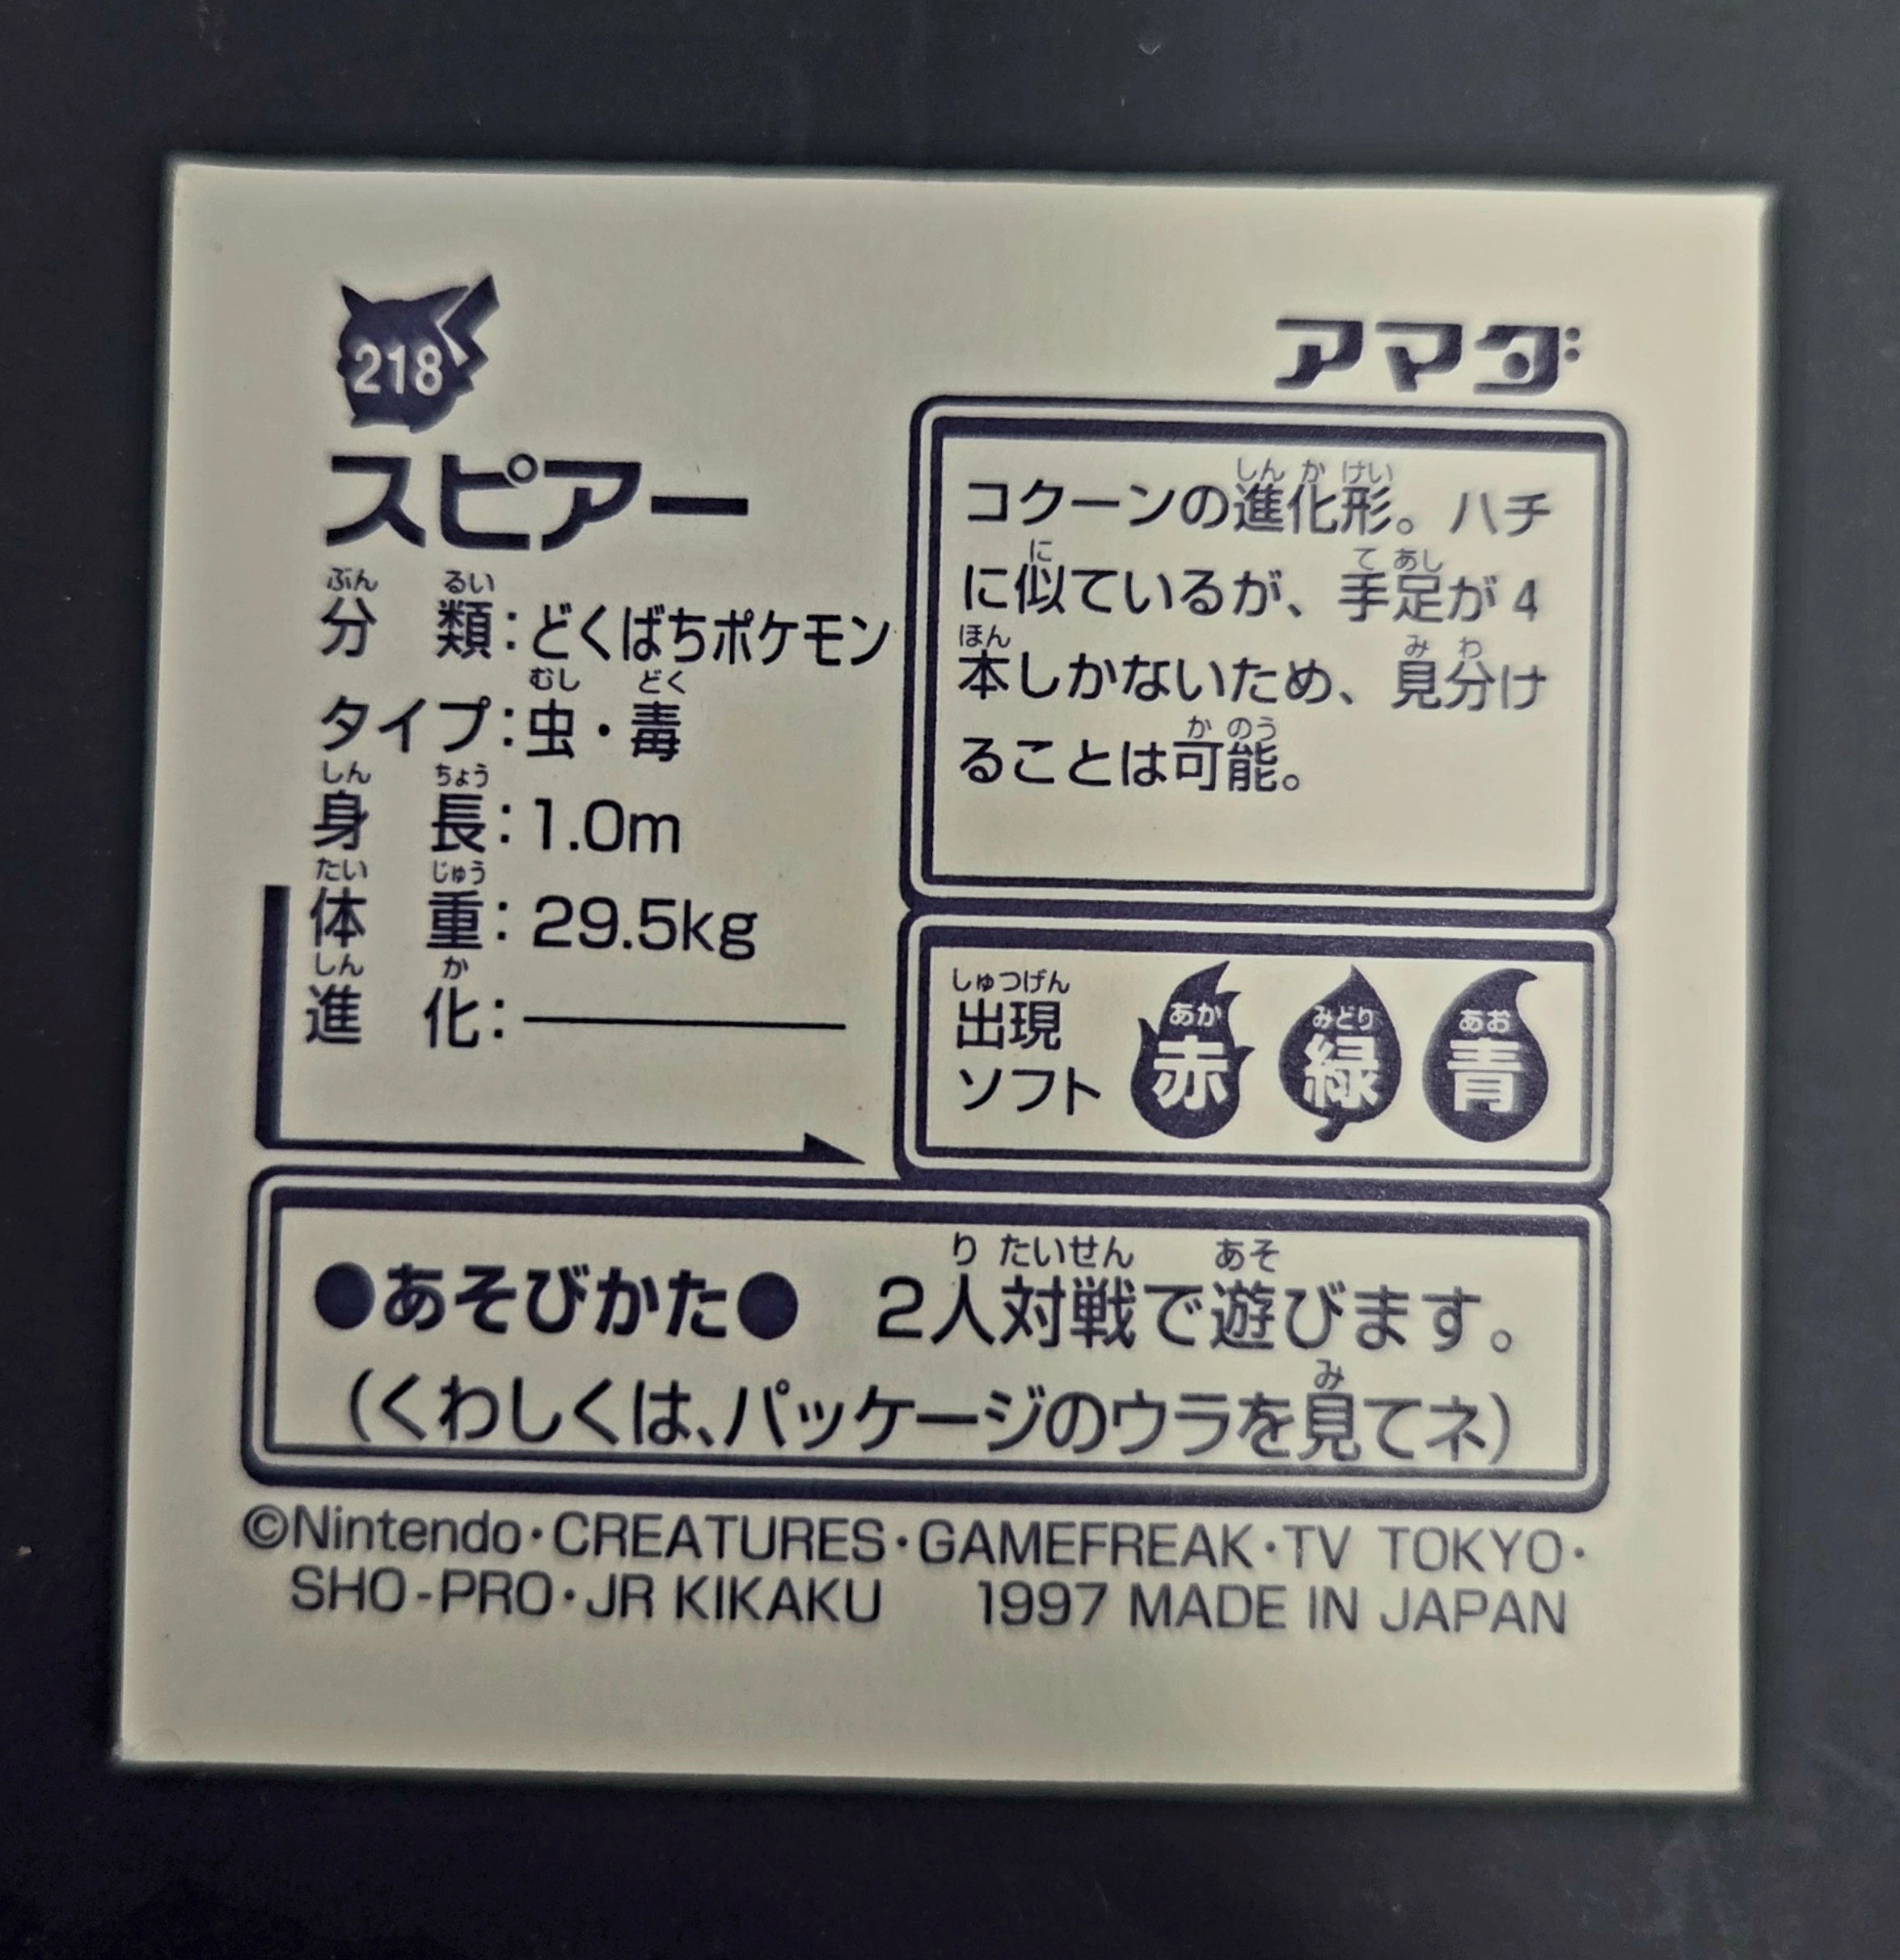 218
スピアー
分類：どくばちポケモン
タイプ：虫・毒
身長：1.0m
体重：29.5kg
進化：―――
アマダ
コクーンの進化形。ハチ
に似ているが、手足が4
本しかないため、見分け
ることは可能。
出現
ソフト
赤 緑 青
●あそびかた● 2人対戦で遊びます。
（くわしくは、パッケージのウラを見てネ）
©Nintendo・CREATURES・GAMEFREAK・TV TOKYO・
SHO-PRO・JR KIKAKU 1997 MADE IN JAPAN